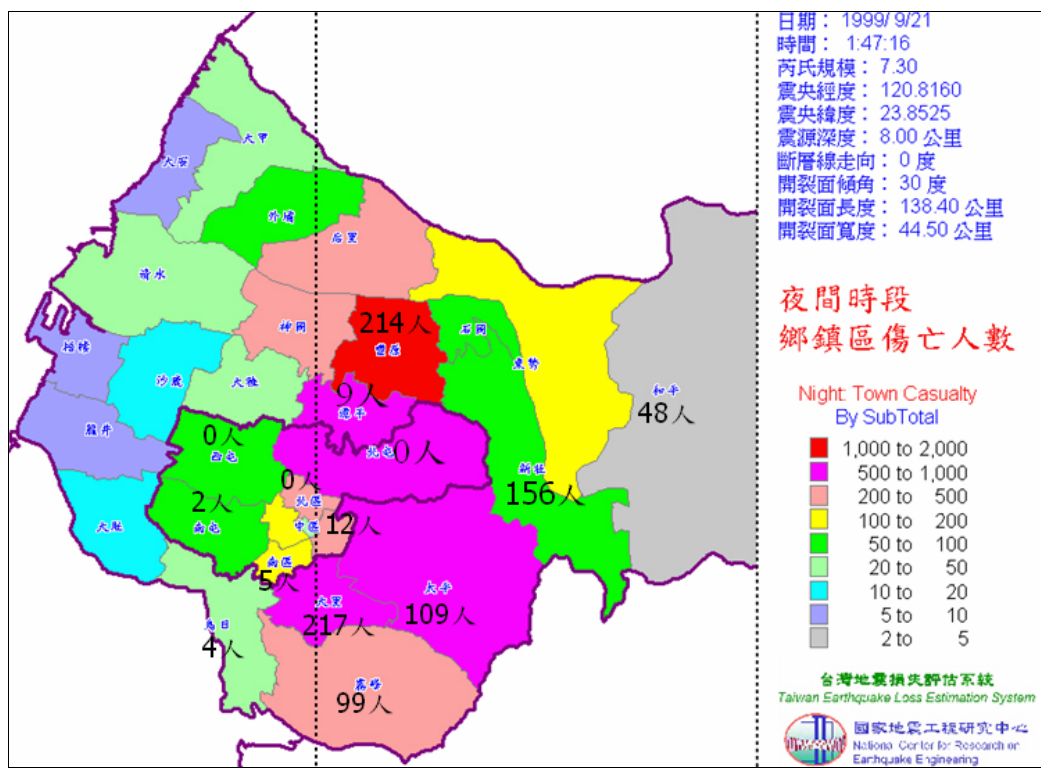 日期： 1999/ 9/21
時間： 1:47:16
芮氏規模： 7.30
震央經度： 120.8160
震央緯度： 23.8525
震源深度： 8.00 公里
斷層線走向： 0 度
開裂面傾角： 30 度
開裂面長度： 138.40 公里
開裂面寬度： 44.50 公里
夜間時段
鄉鎮區傷亡人數
Night: Town Casualty
By SubTotal
1,000 to 2,000
500 to 1,000
200 to 500
100 to 200
50 to 100
20 to 50
10 to 20
5 to 10
2 to 5
台灣地震損失評估系統
Taiwan Earthquake Loss Estimation System
國家地震工程研究中心
National Center for Research on
Earthquake Engineering
大甲
大安
外埔
后里
清水
神岡
214人
豐原
石岡
東勢
梧棲
沙鹿
大雅
9人
潭子
和平
48人
龍井
0人
西屯
北屯
0人
新社
156人
0人
北區
2人
南屯
中區
12人
大肚
南區
5人
大里
217人
太平
109人
烏日
4人
霧峰
99人